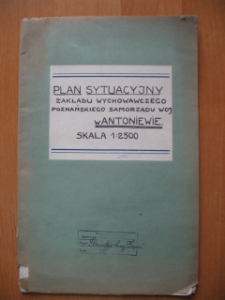 PLAN SYTUACYJNY
ZAKŁADU WYCHOWAWCZEGO
POZNAŃSKIEGO SAMORZĄDU WOJ
W ANTONIEWIE
SKALA 1:2500